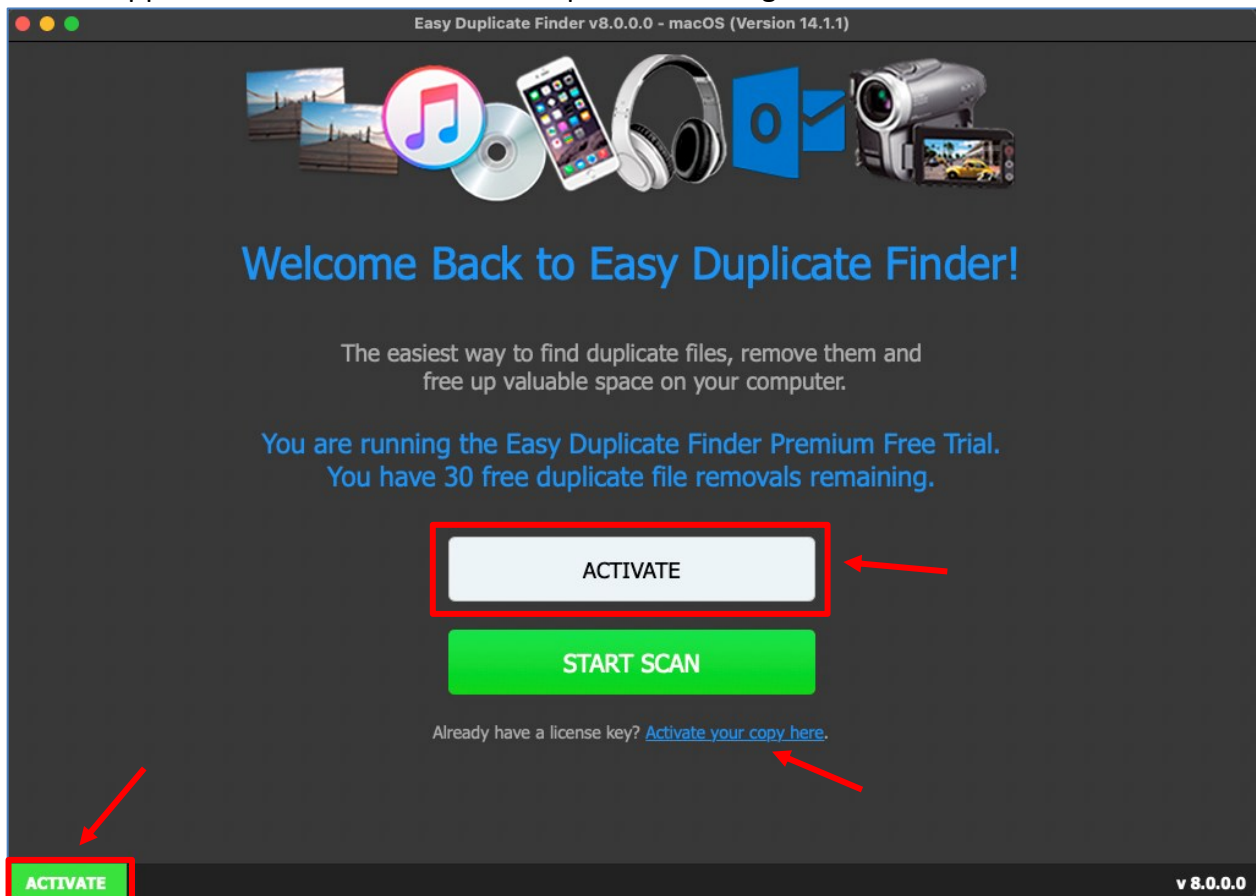 Easy Duplicate Finder v8.0.0.0 - macOS (Version 14.1.1)
Welcome Back to Easy Duplicate Finder!
The easiest way to find duplicate files, remove them and
free up valuable space on your computer.
You are running the Easy Duplicate Finder Premium Free Trial.
You have 30 free duplicate file removals remaining.
ACTIVATE
START SCAN
Already have a license key? Activate your copy here.
ACTIVATE
v 8.0.0.0